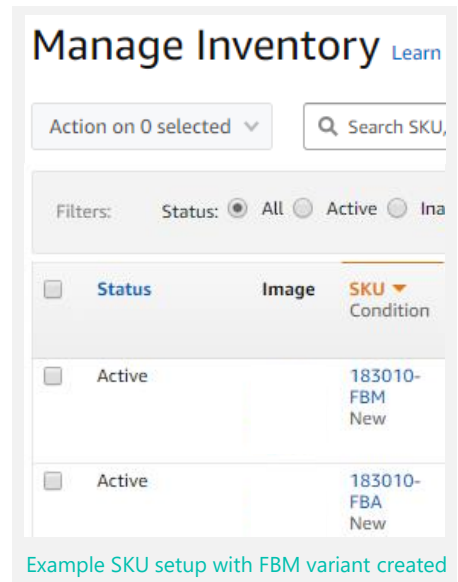 Manage Inventory Learn
Action on 0 selected Search SKU,
Filters: Status: All Active Ina
Status Image SKU
Condition
Active 183010-
FBM
New
Active 183010-
FBA
New
Example SKU setup with FBM variant created